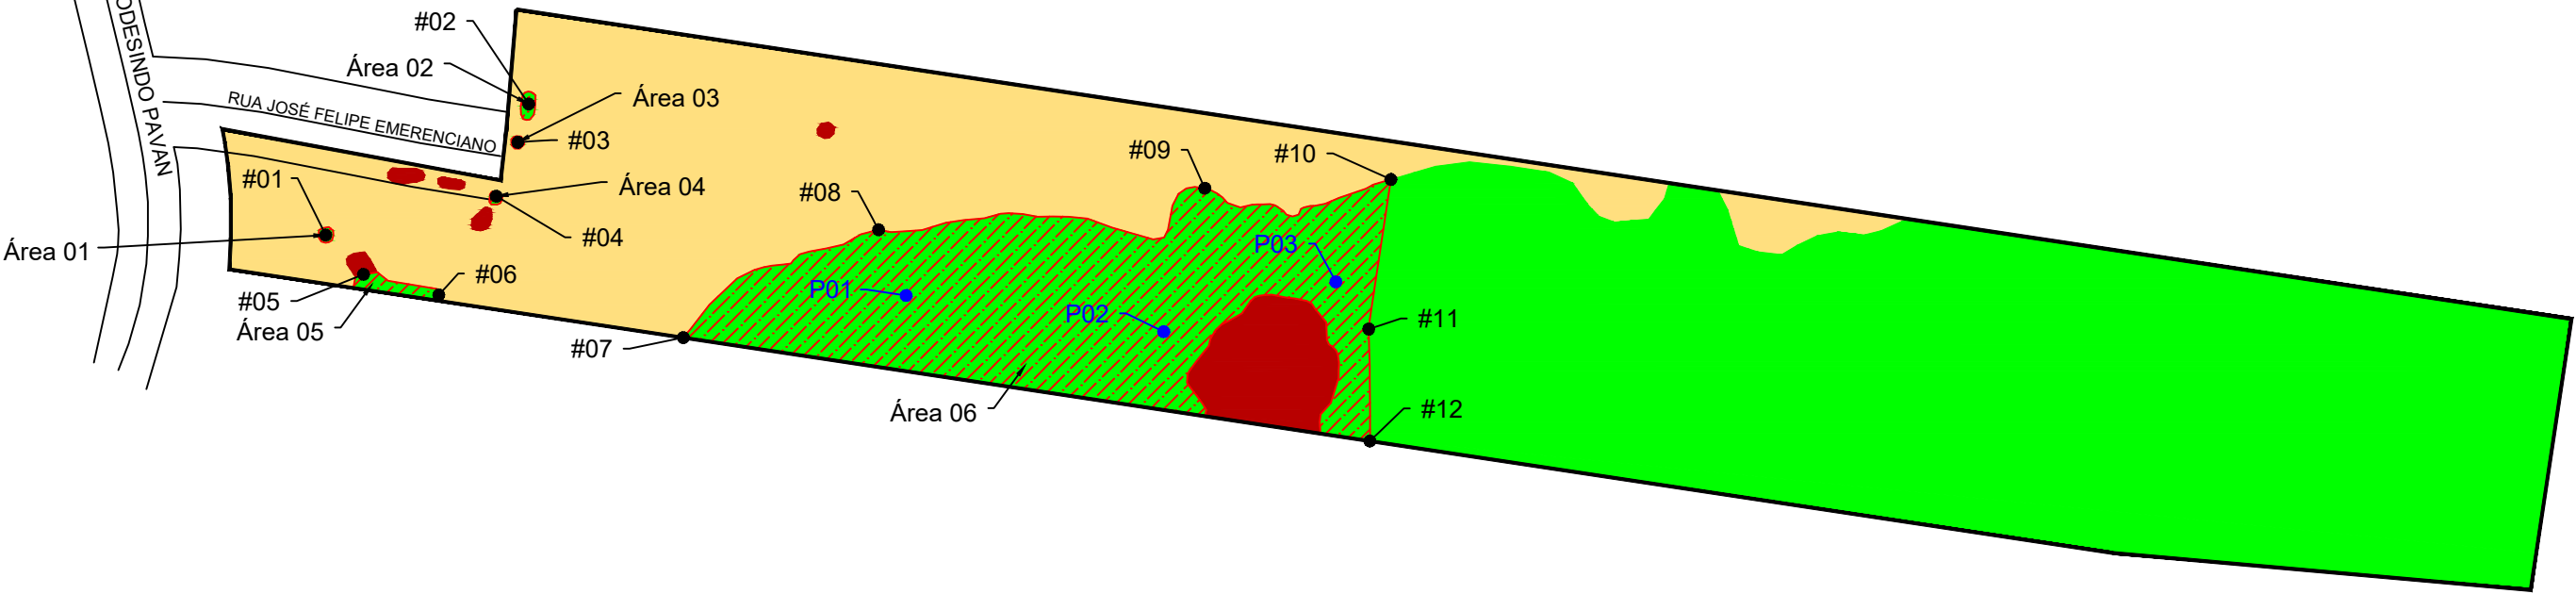 ODESINDO PAVAN
RUA JOSÉ FELIPE EMERENCIANO
#02
Área 02
Área 03
#03
#01
Área 04
#04
Área 01
#05
#06
Área 05
#07
#08
#09
#10
P01
P02
P03
#11
#12
Área 06